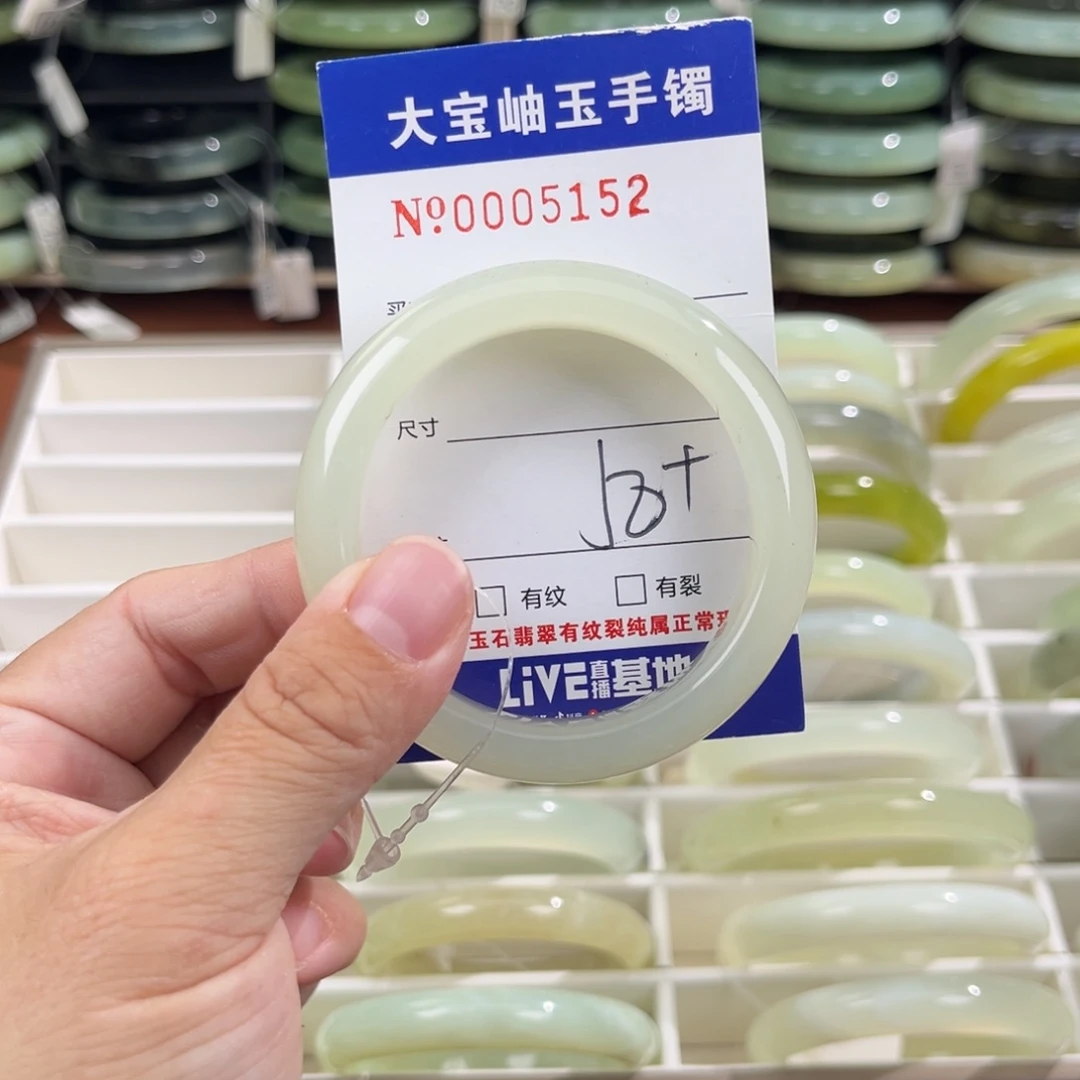 大宝岫玉手镯
No0005152
尺寸
58+
□ 有纹 □ 有裂
玉石翡翠有纹裂纯属正常
LiVE直播基地